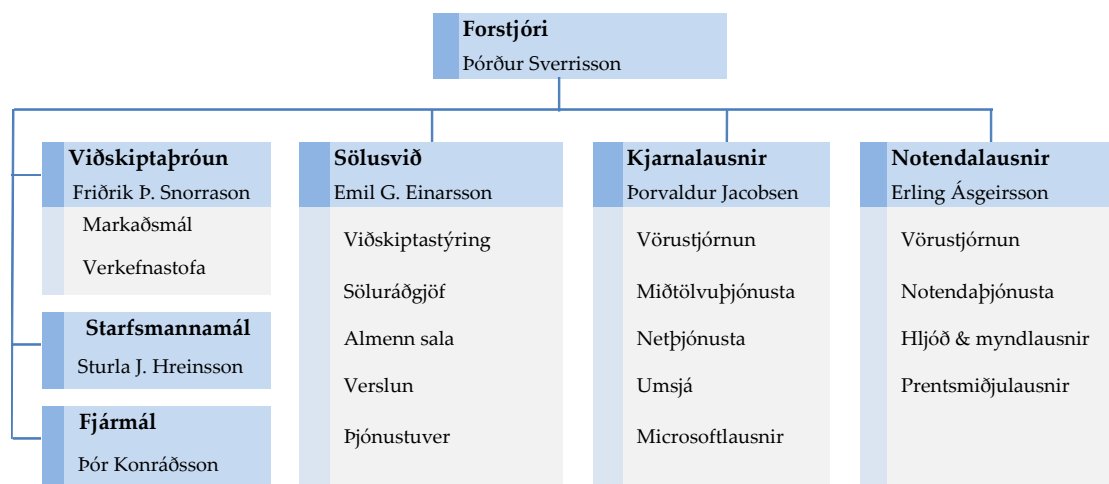 Forstjóri
Þórður Sverrisson
Viðskiptaþróun
Friðrik Þ. Snorrason
Markaðsmál
Verkefnastofa
Starfsmannamál
Sturla J. Hreinsson
Fjármál
Þór Konráðsson
Sölusvið
Emil G. Einarsson
Viðskiptastýring
Söluráðgjöf
Almenn sala
Verslun
Þjónustuver
Kjarnalausnir
Þorvaldur Jacobsen
Vörustjórnun
Miðtölvuþjónusta
Netþjónusta
Umsjá
Microsoftlausnir
Notendalausnir
Erling Ásgeirsson
Vörustjórnun
Notendaþjónusta
Hljóð & myndlausnir
Prentsmiðjulausnir